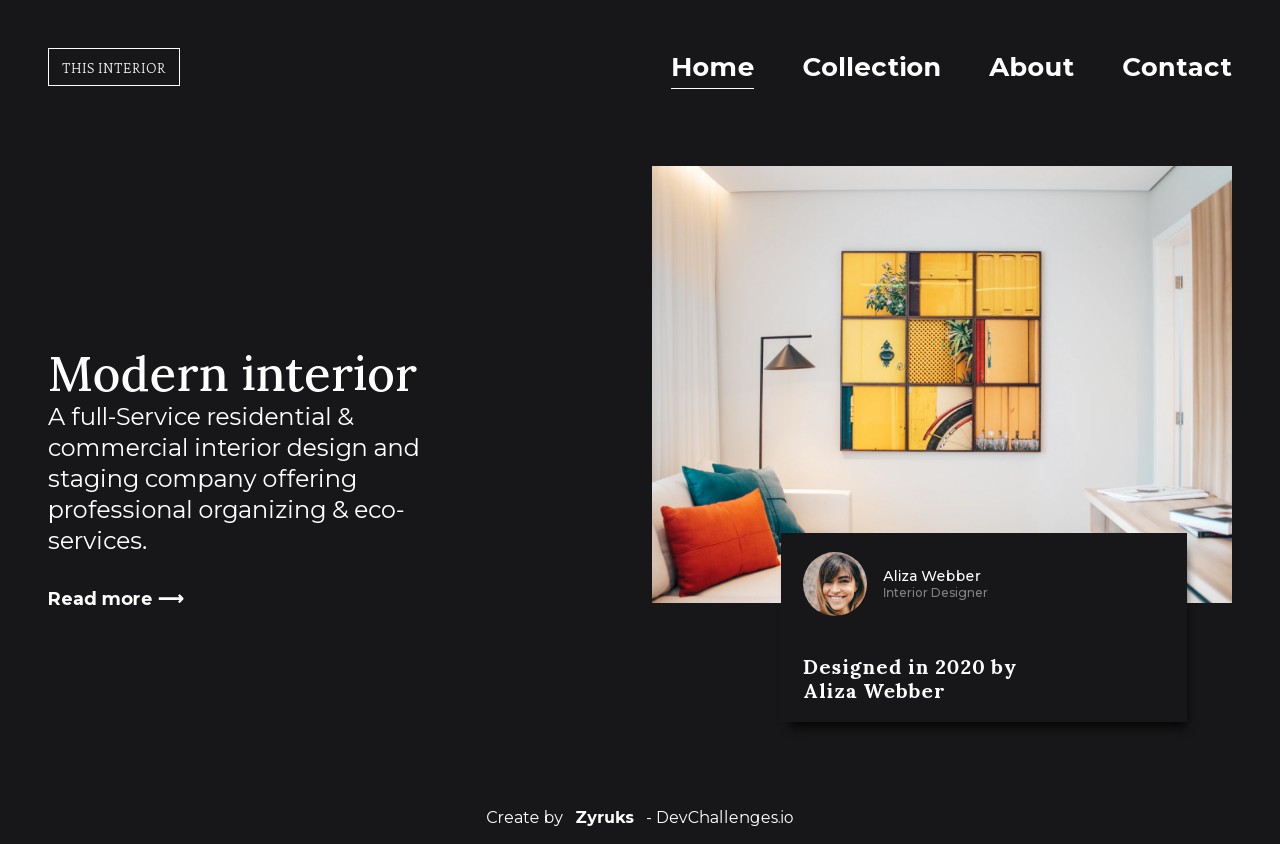 THIS INTERIOR
Home Collection About Contact
Modern interior
A full-Service residential &
commercial interior design and
staging company offering
professional organizing & eco-
services.
Read more ⟶
Aliza Webber
Interior Designer
Designed in 2020 by
Aliza Webber
Create by Zyruks - DevChallenges.io